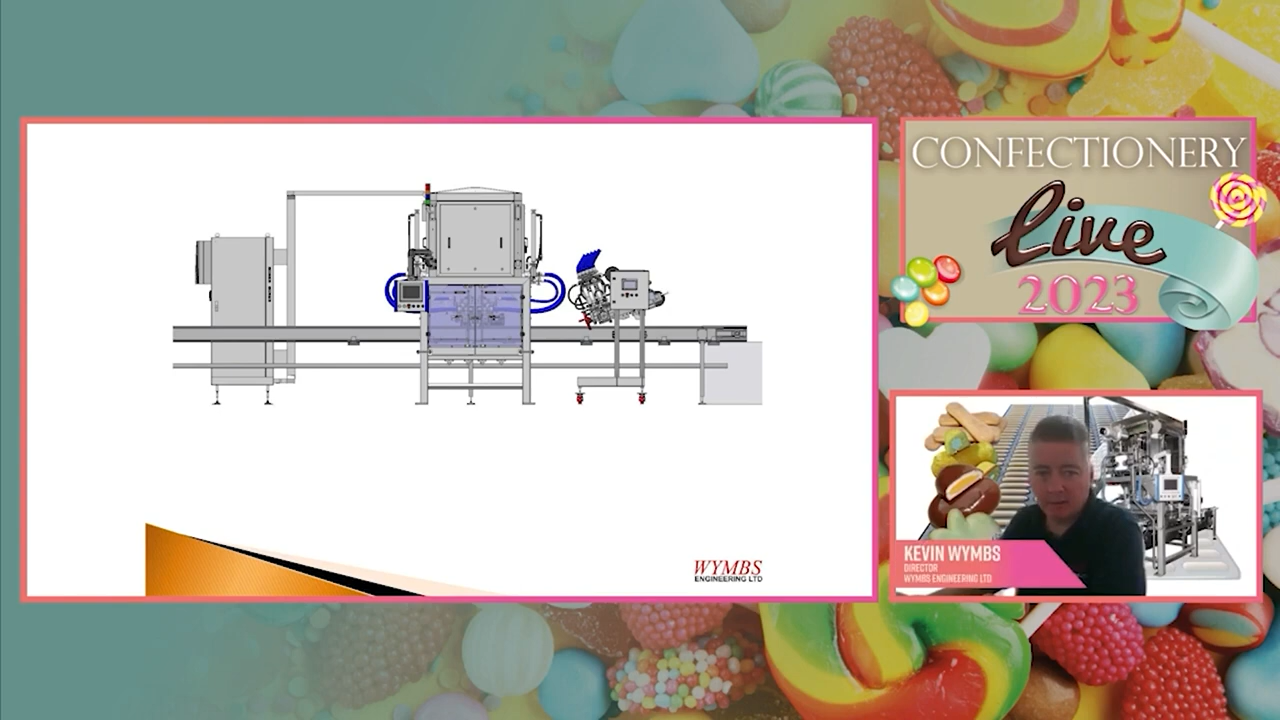 CONFECTIONERY
live
2023
WYMBS
ENGINEERING LTD
KEVIN WYMBS
DIRECTOR
WYMBS ENGINEERING LTD